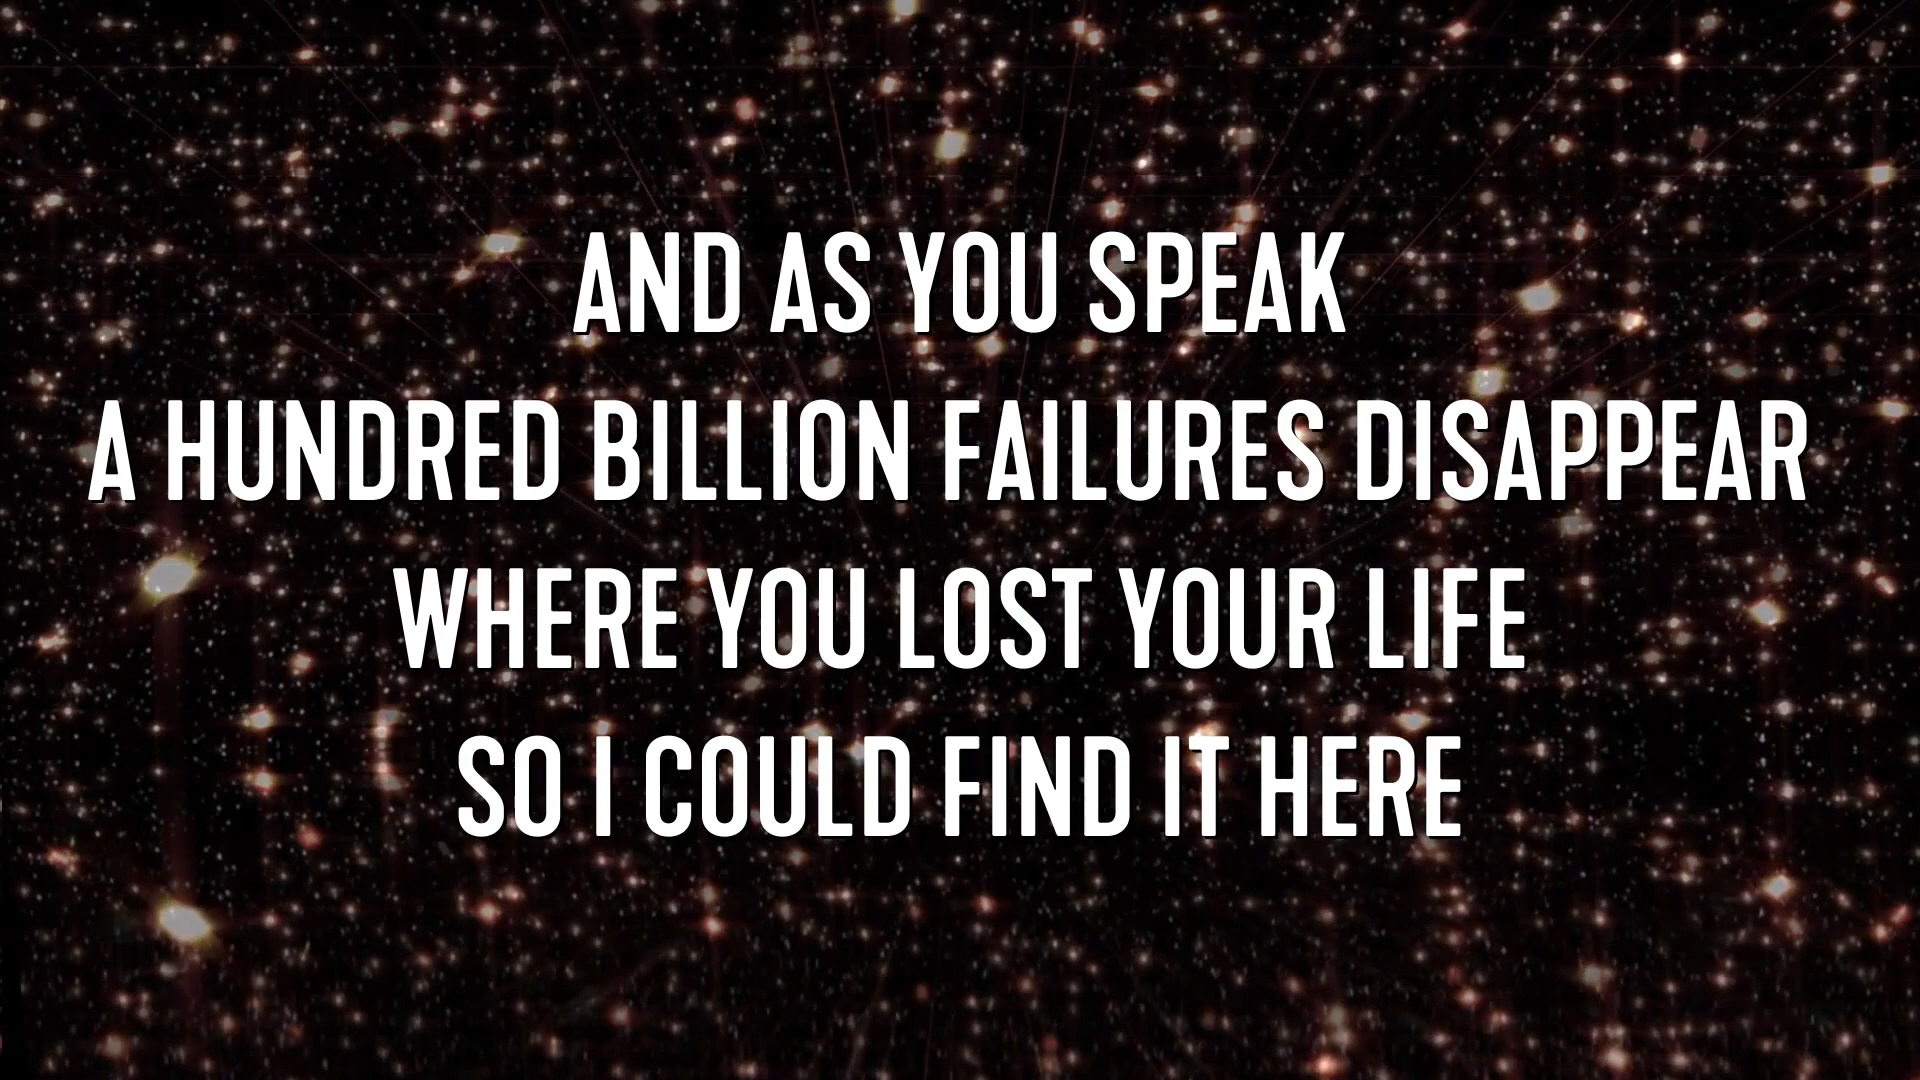 AND AS YOU SPEAK
A HUNDRED BILLION FAILURES DISAPPEAR
WHERE YOU LOST YOUR LIFE
SO I COULD FIND IT HERE